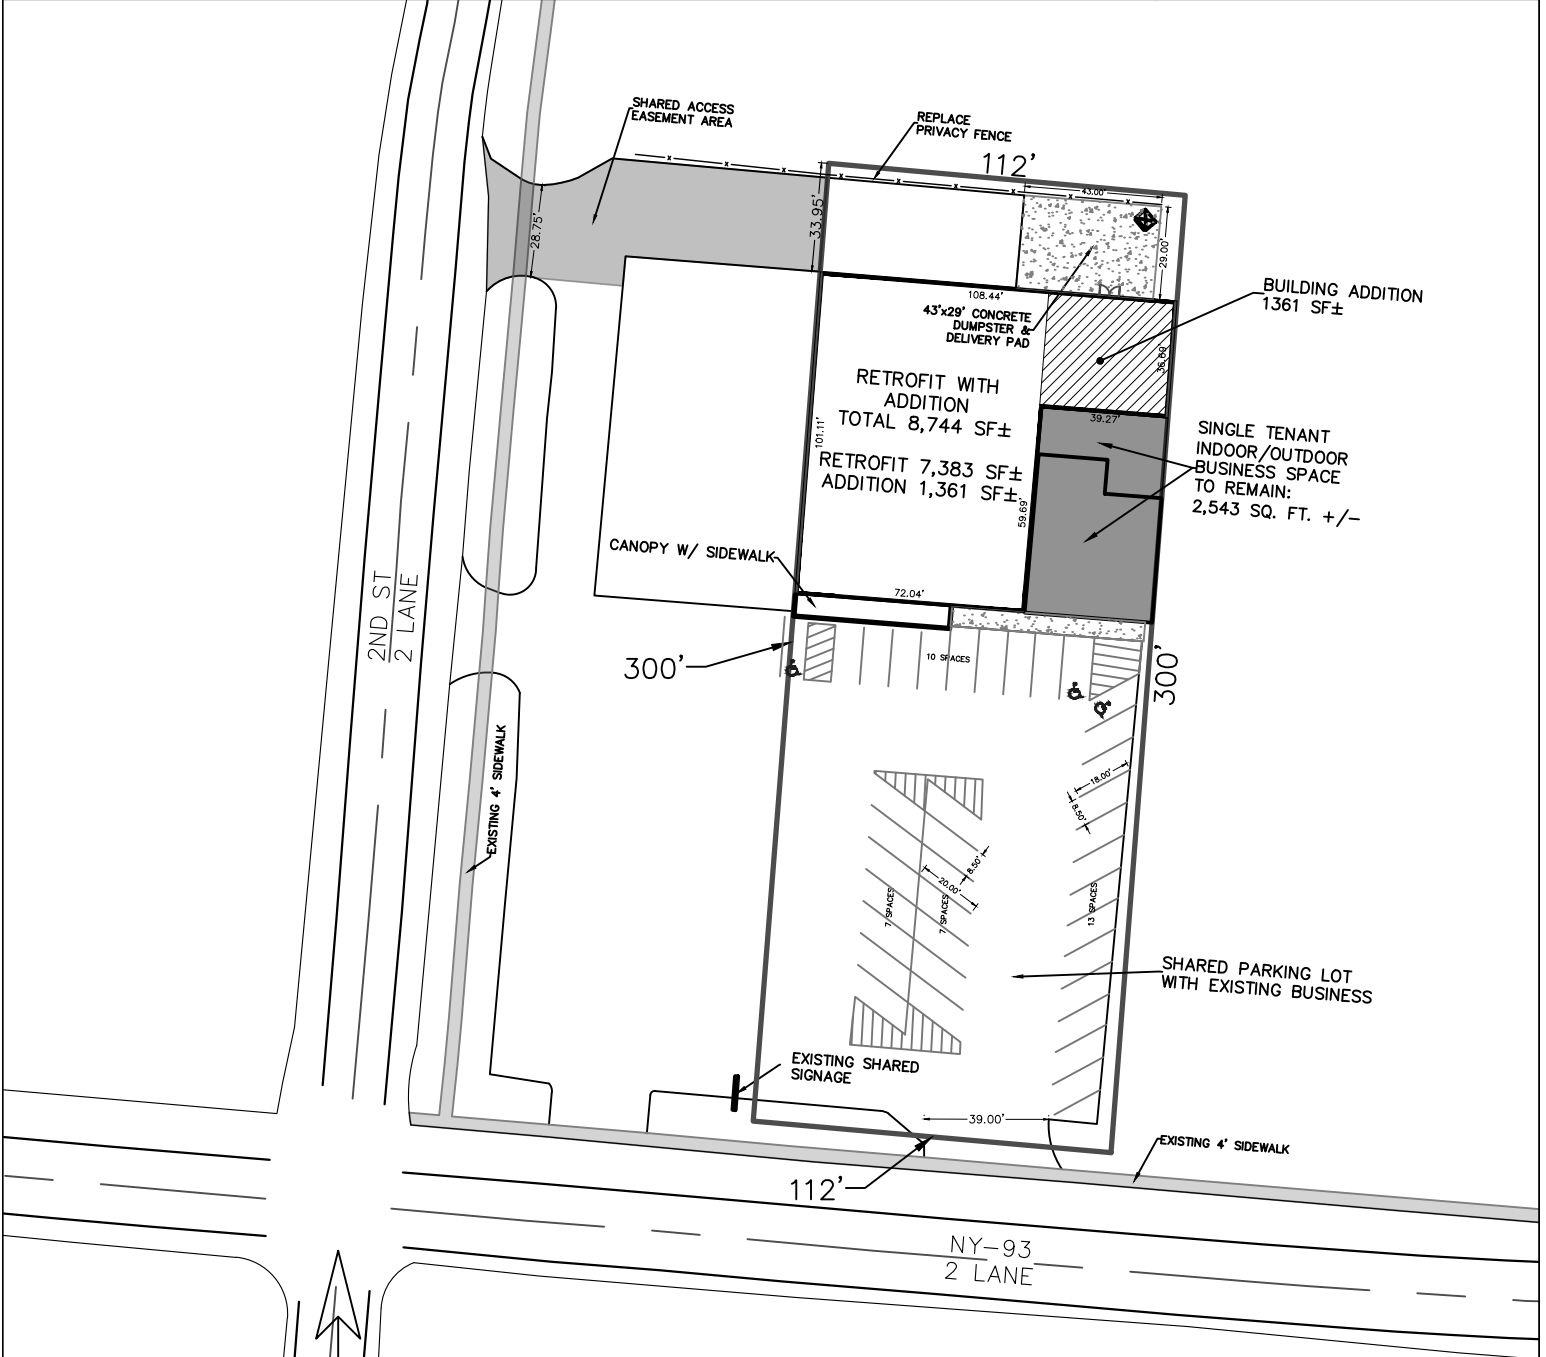 SHARED ACCESS
EASEMENT AREA
REPLACE
PRIVACY FENCE
112'
43.00'
33.95'
28.75'
29.00'
108.44'
43'x29' CONCRETE
DUMPSTER &
DELIVERY PAD
BUILDING ADDITION
1361 SF±
36.69'
39.27'
RETROFIT WITH
ADDITION
TOTAL 8,744 SF±
RETROFIT 7,383 SF±
ADDITION 1,361 SF±
101.11'
59.69'
SINGLE TENANT
INDOOR/OUTDOOR
BUSINESS SPACE
TO REMAIN:
2,543 SQ. FT. +/-
CANOPY W/ SIDEWALK
72.04'
2ND ST
2 LANE
300'
10 SPACES
300'
EXISTING 4' SIDEWALK
18.00'
8.50'
8.50'
20.00'
7 SPACES
7 SPACES
13 SPACES
SHARED PARKING LOT
WITH EXISTING BUSINESS
EXISTING SHARED
SIGNAGE
39.00'
EXISTING 4' SIDEWALK
112'
NY-93
2 LANE